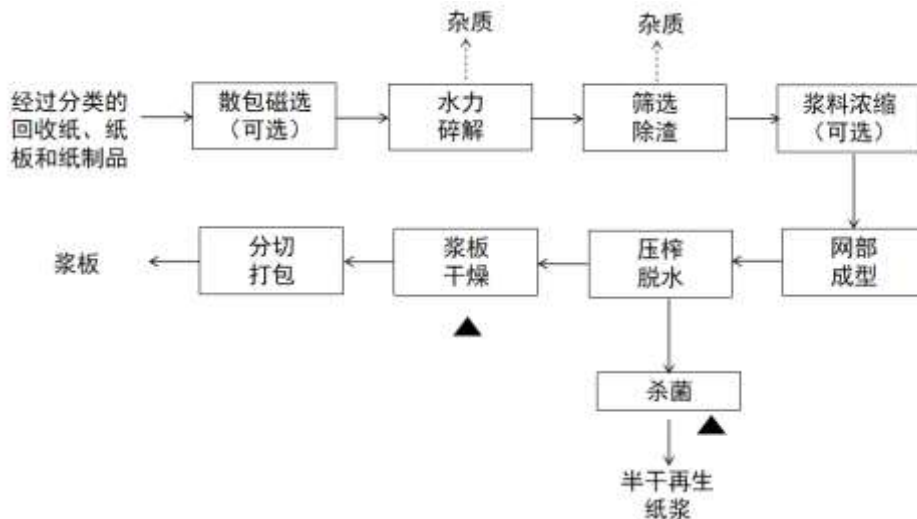 杂质
杂质
经过分类的
回收纸、纸
板和纸制品
散包磁选
（可选）
水力
碎解
筛选
除渣
浆料浓缩
（可选）
浆板
分切
打包
浆板
干燥
压榨
脱水
网部
成型
杀菌
半干再生
纸浆